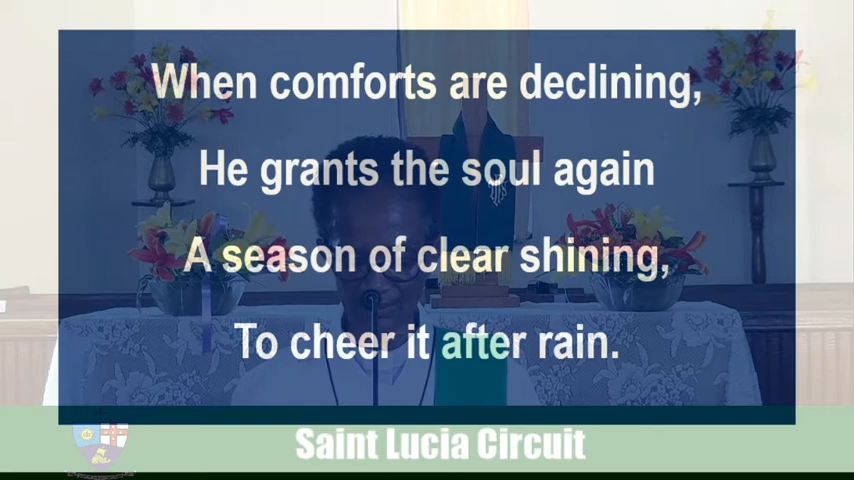 When comforts are declining,
He grants the soul again
A season of clear shining,
To cheer it after rain.
Saint Lucia Circuit